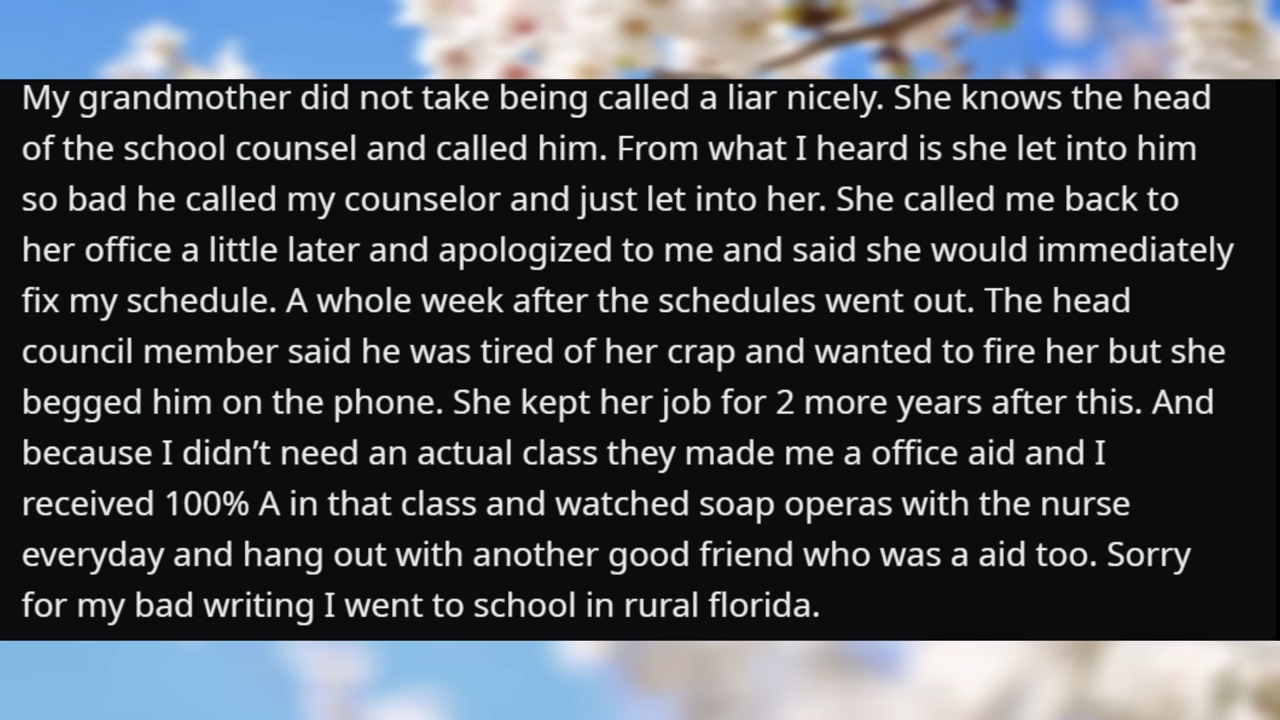 My grandmother did not take being called a liar nicely. She knows the head
of the school counsel and called him. From what I heard is she let into him
so bad he called my counselor and just let into her. She called me back to
her office a little later and apologized to me and said she would immediately
fix my schedule. A whole week after the schedules went out. The head
council member said he was tired of her crap and wanted to fire her but she
begged him on the phone. She kept her job for 2 more years after this. And
because I didn’t need an actual class they made me a office aid and I
received 100% A in that class and watched soap operas with the nurse
everyday and hang out with another good friend who was a aid too. Sorry
for my bad writing I went to school in rural florida.